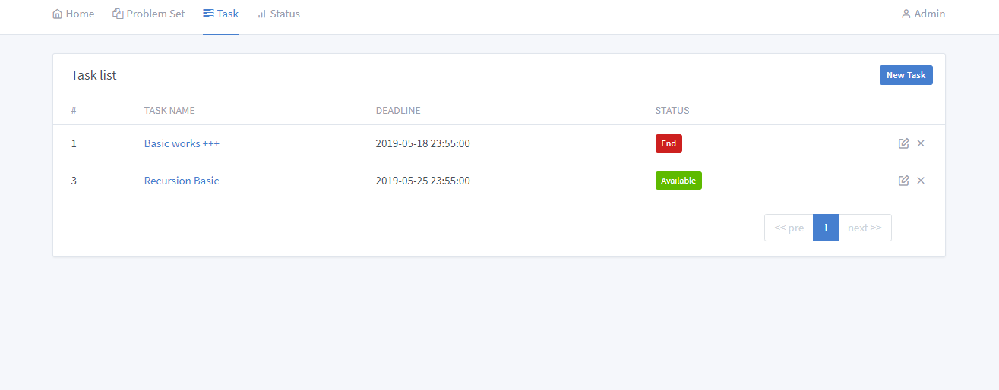 Home Problem Set Task Status Admin
Task list New Task
# TASK NAME DEADLINE STATUS
1 Basic works +++ 2019-05-18 23:55:00 End
3 Recursion Basic 2019-05-25 23:55:00 Available
<< pre 1 next >>